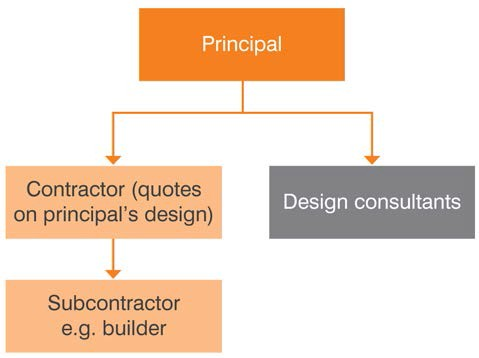 Principal
Contractor (quotes
on principal's design)
Design consultants
Subcontractor
e.g. builder